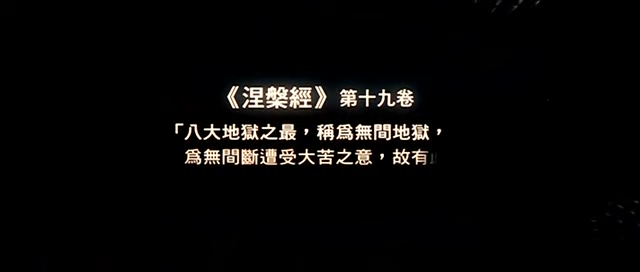 《涅槃經》第十九卷
「八大地獄之最，稱爲無間地獄，
爲無間斷遭受大苦之意，故有